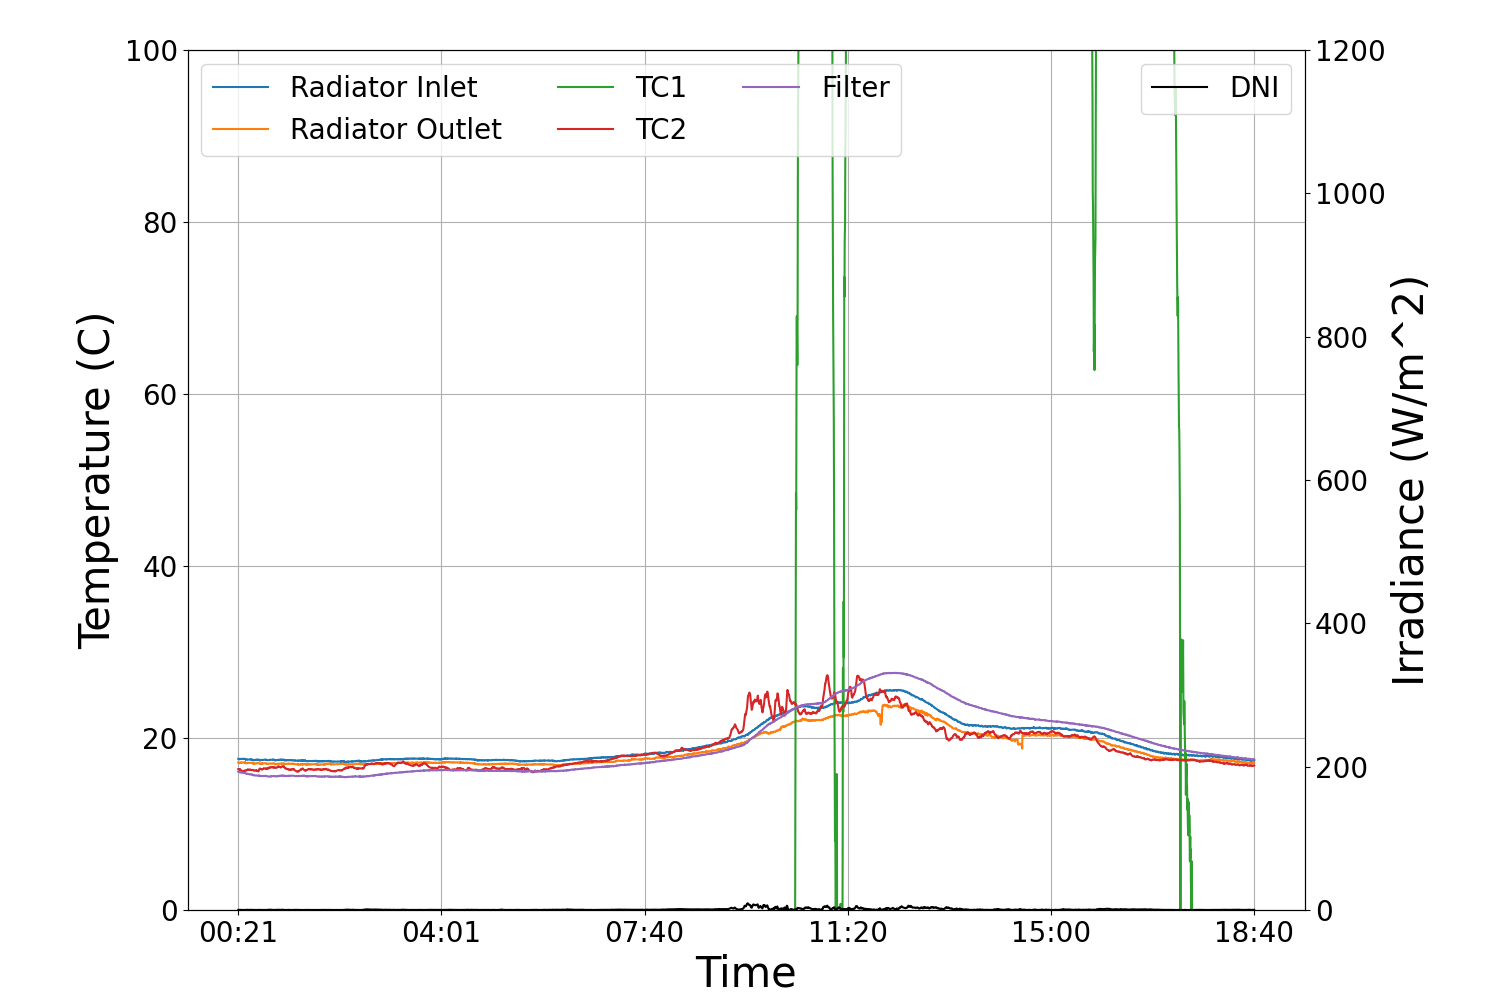 100
80
60
40
20
0
Temperature (C)
Radiator Inlet
Radiator Outlet
TC1
TC2
Filter
DNI
1200
1000
800
600
400
200
0
Irradiance (W/m^2)
00:21 04:01 07:40 11:20 15:00 18:40
Time